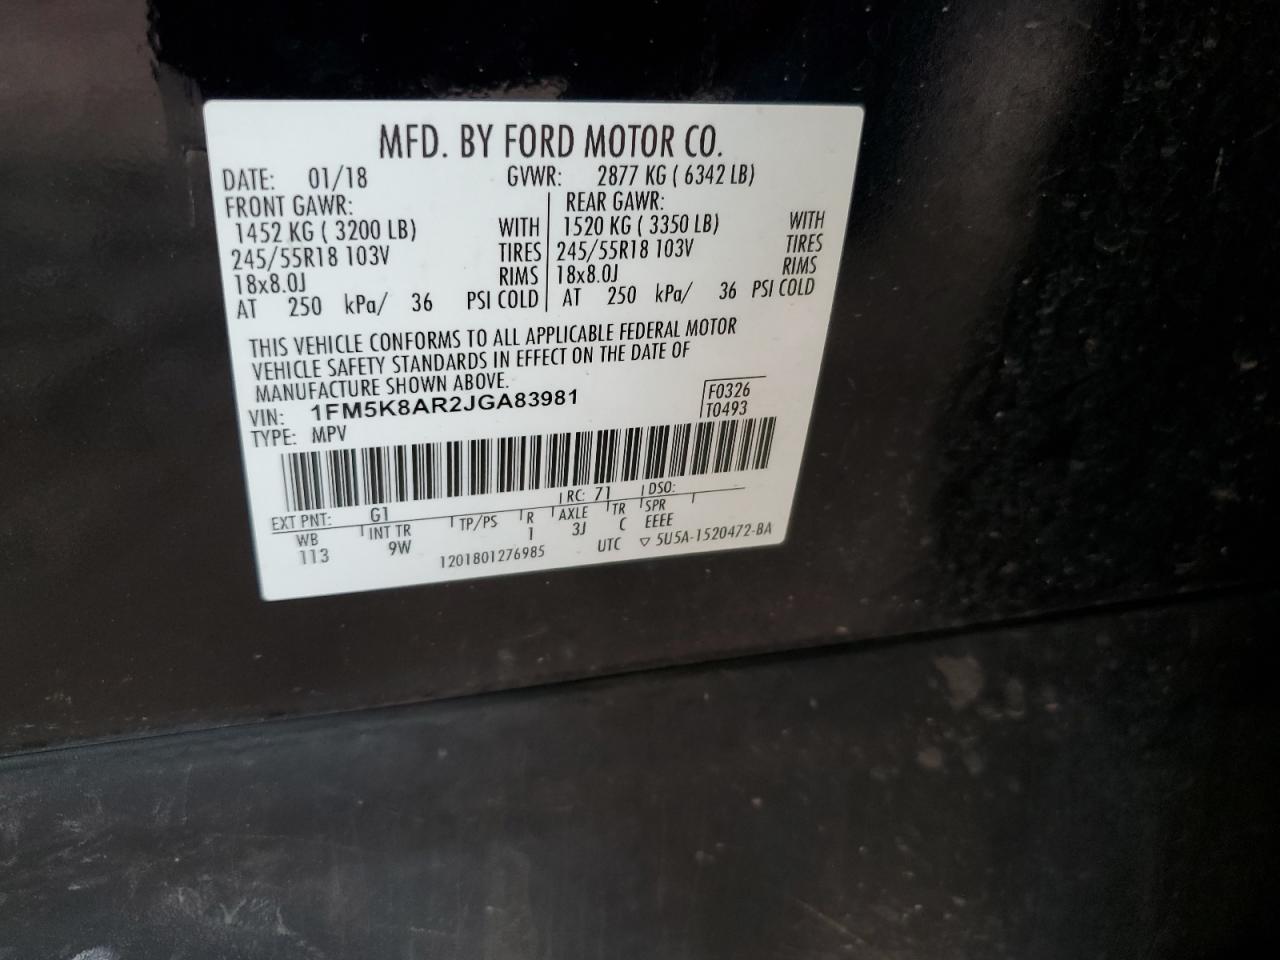 MFD. BY FORD MOTOR CO.
DATE: 01/18 GVWR: 2877 KG ( 6342 LB)
FRONT GAWR: REAR GAWR:
1452 KG ( 3200 LB) WITH 1520 KG ( 3350 LB) WITH
245/55R18 103V TIRES 245/55R18 103V TIRES
18x8.0J RIMS 18x8.0J RIMS
AT 250 kPa/ 36 PSI COLD AT 250 kPa/ 36 PSI COLD
THIS VEHICLE CONFORMS TO ALL APPLICABLE FEDERAL MOTOR
VEHICLE SAFETY STANDARDS IN EFFECT ON THE DATE OF
MANUFACTURE SHOWN ABOVE.
VIN: 1FM5K8AR2JGA83981 F0326
TYPE: MPV T0493
EXT PNT: G1 RC: 71 DSO:
WB INT TR TP/PS R AXLE TR SPR
113 9W 1 3J C EEEE
1201801276985 UTC ▽ 5U5A-1520472-BA